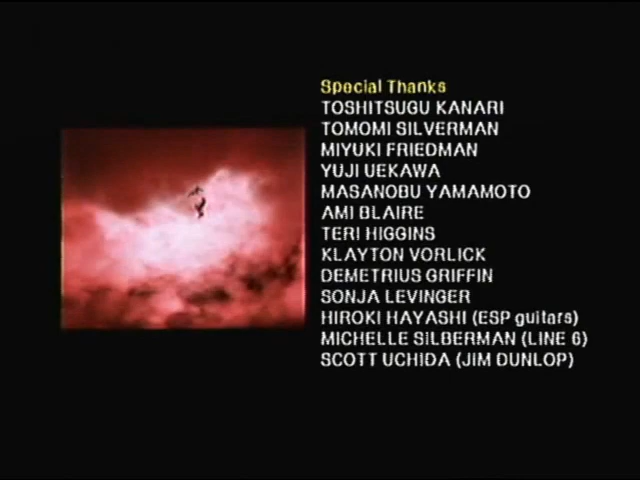 Special Thanks
TOSHITSUGU KANARI
TOMOMI SILVERMAN
MIYUKI FRIEDMAN
YUJI UEKAWA
MASANOBU YAMAMOTO
AMI BLAIRE
TERI HIGGINS
KLAYTON VORLICK
DEMETRIUS GRIFFIN
SONJA LEVINGER
HIROKI HAYASHI (ESP guitars)
MICHELLE SILBERMAN (LINE 6)
SCOTT UCHIDA (JIM DUNLOP)